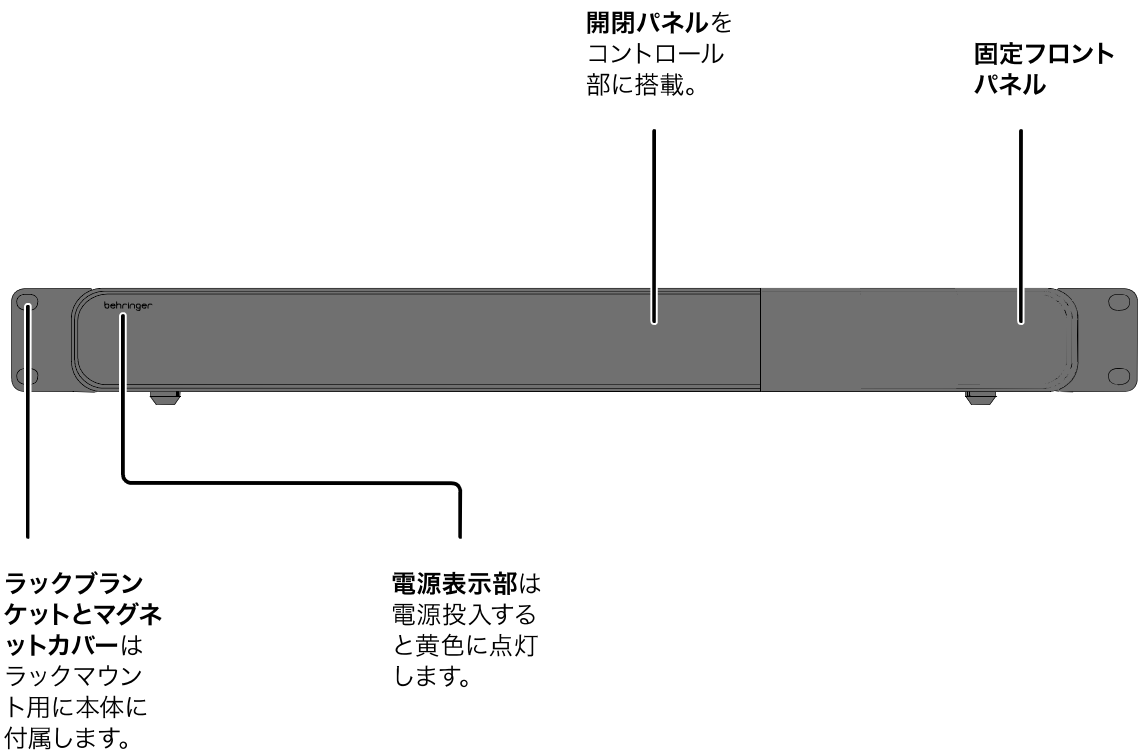 開閉パネルを
コントロール
部に搭載。
固定フロント
パネル
behringer
ラックブラン
ケットとマグネ
ットカバーは
ラックマウン
ト用に本体に
付属します。
電源表示部は
電源投入する
と黄色に点灯
します。